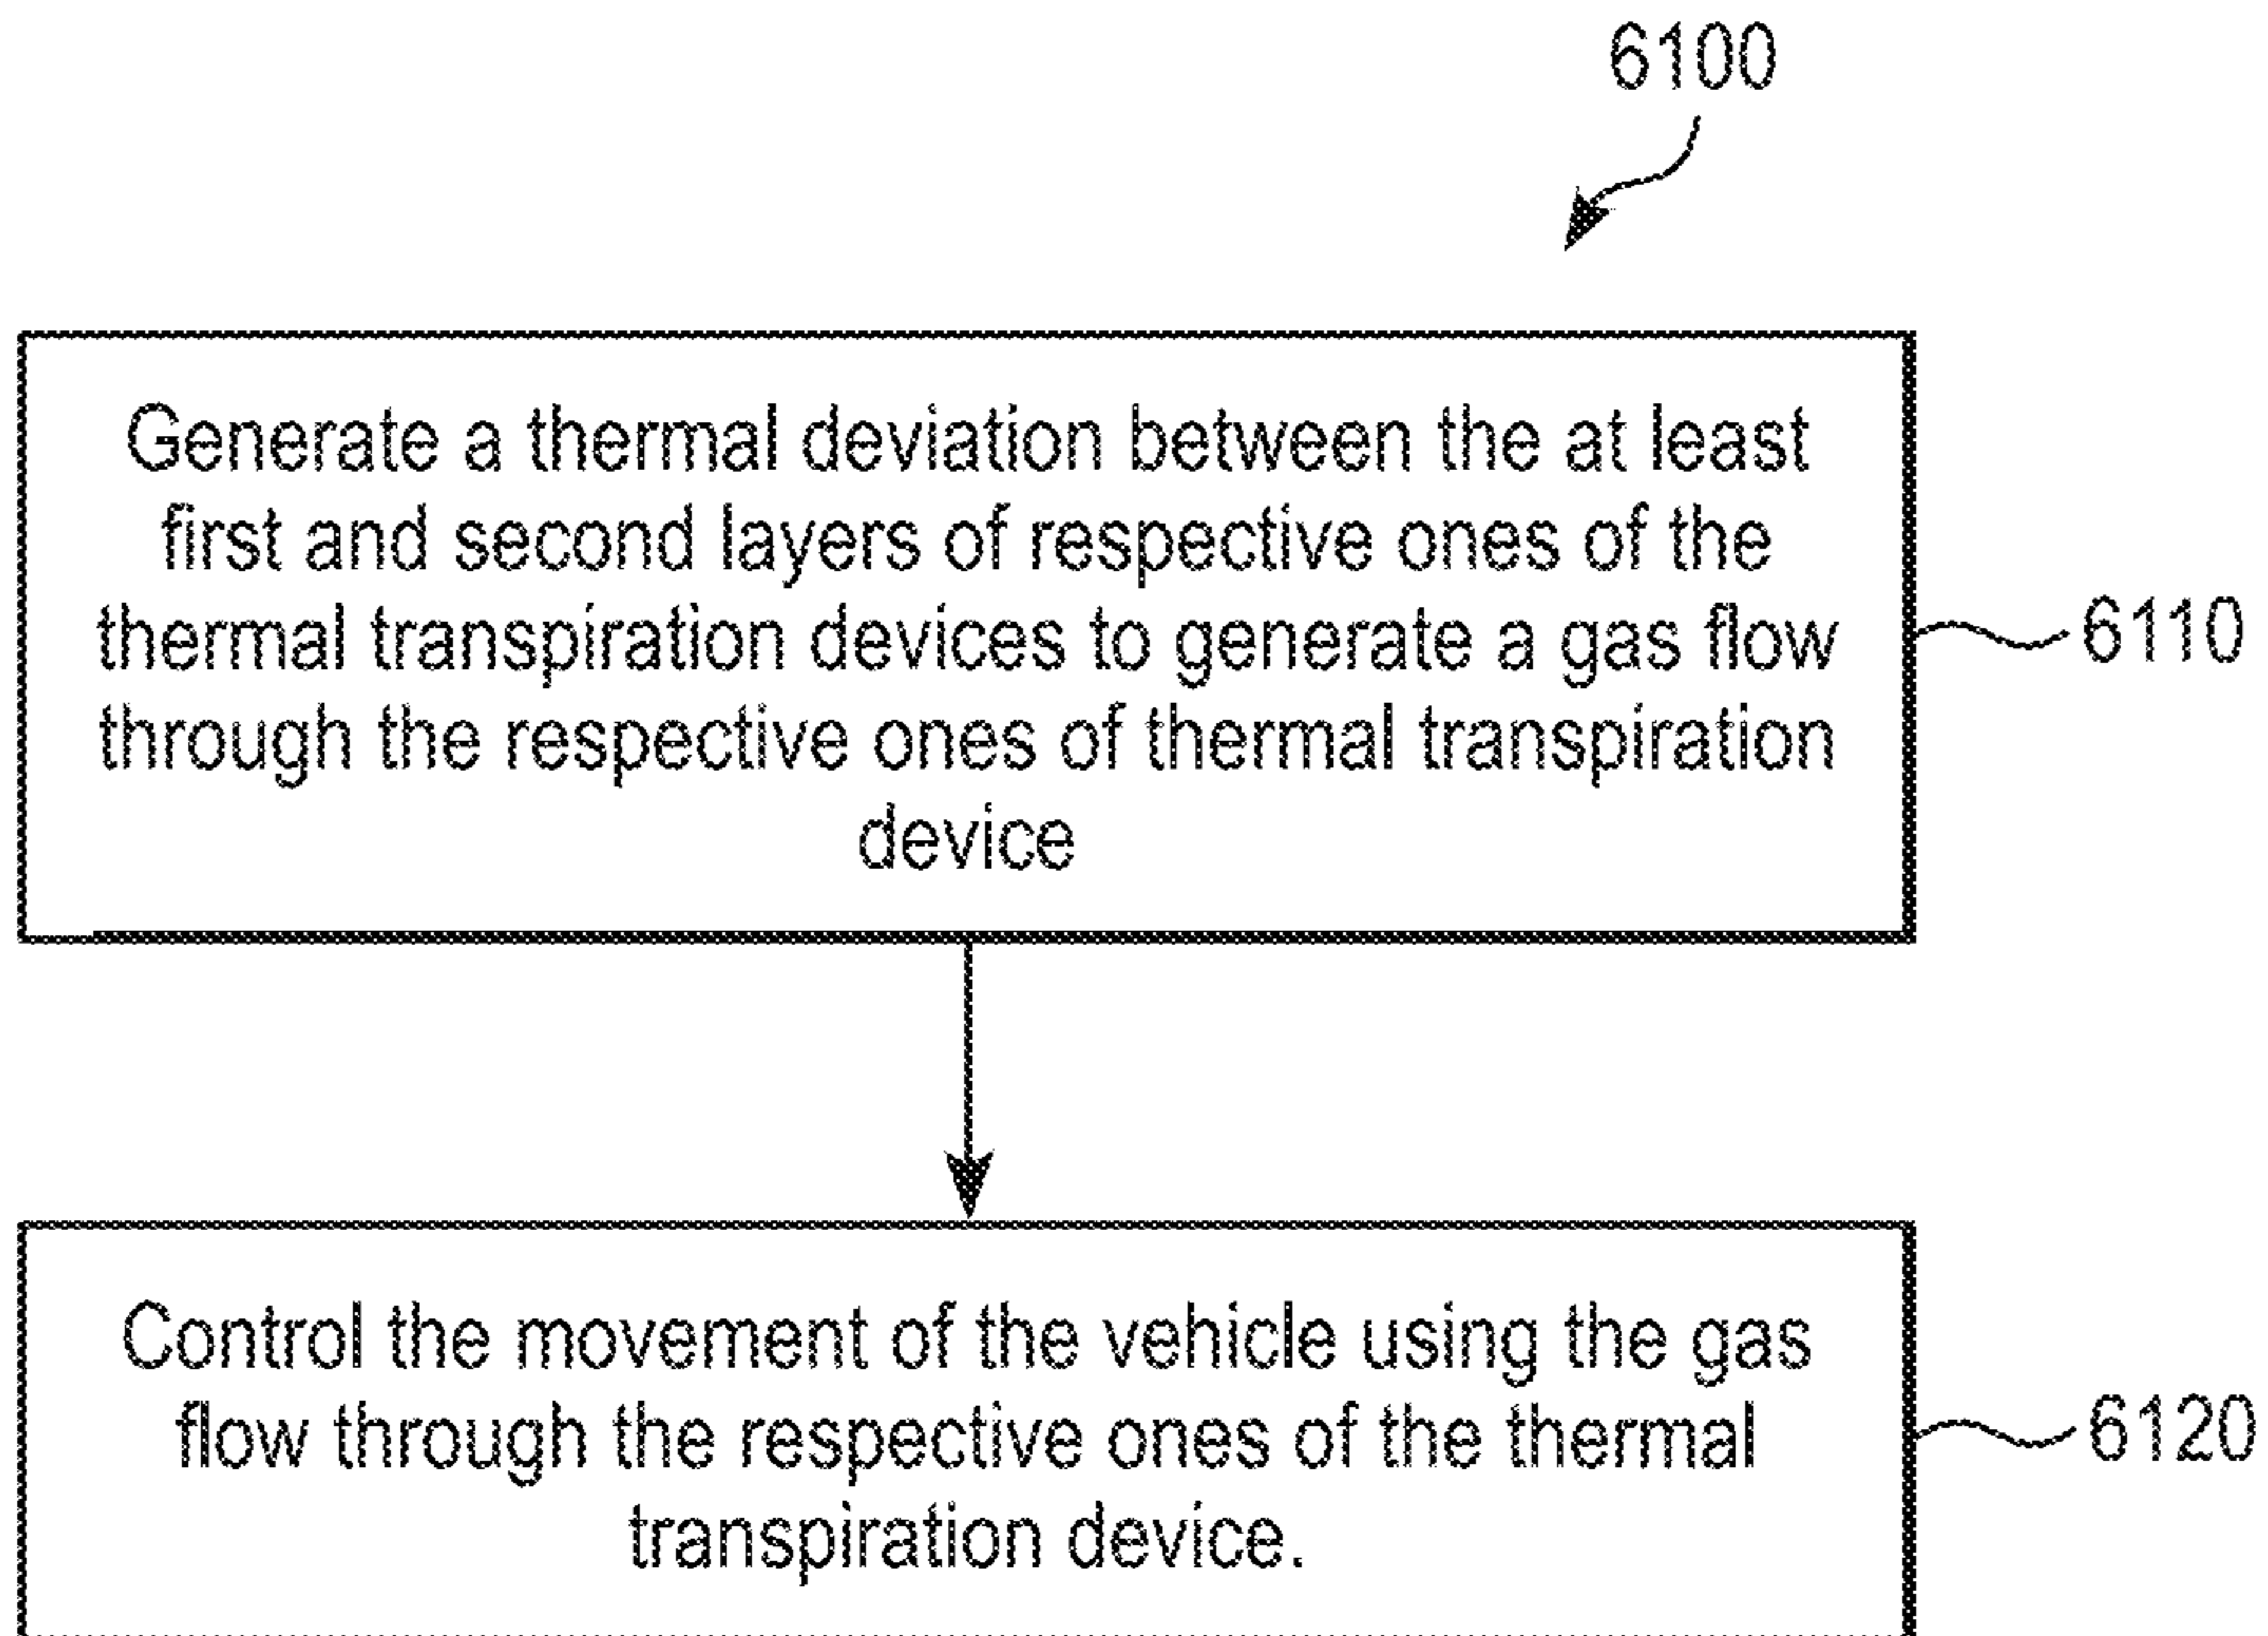 6100
Generate a thermal deviation between the at least
first and second layers of respective ones of the
thermal transpiration devices to generate a gas flow
through the respective ones of thermal transpiration
device
6110
Control the movement of the vehicle using the gas
flow through the respective ones of the thermal
transpiration device.
6120